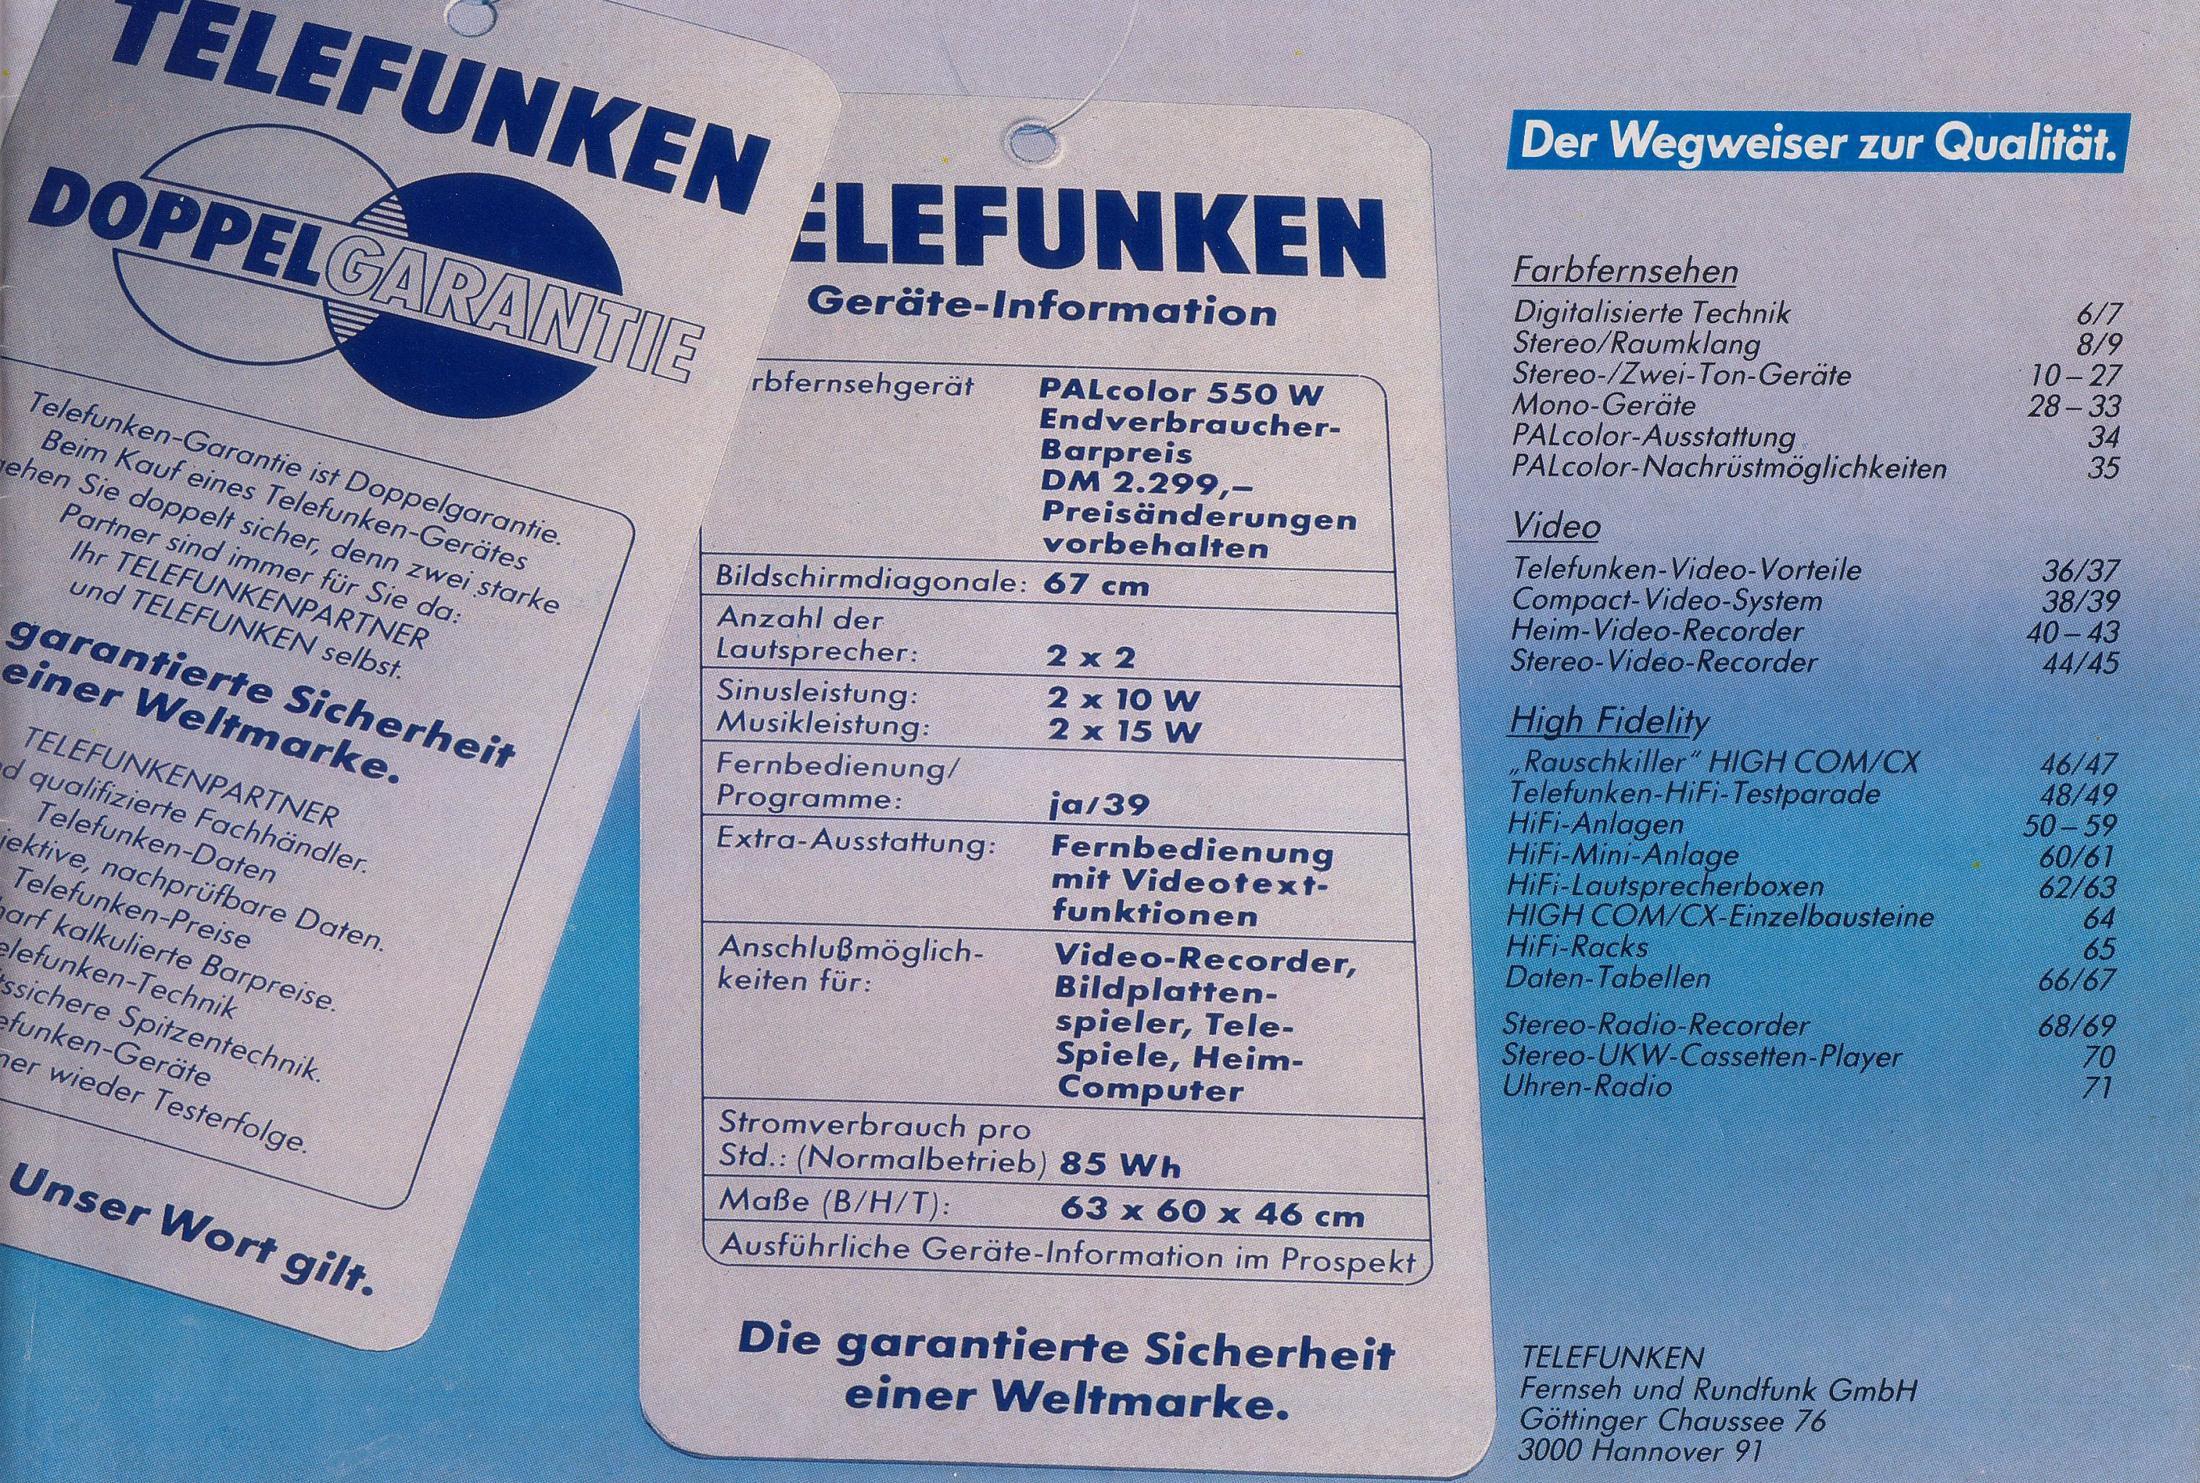 TELEFUNKEN
DOPPELGARANTIE
Telefunken-Garantie ist Doppelgarantie.
Beim Kauf eines Telefunken-Gerätes
Sie doppelt sicher, denn zwei starke
Partner sind immer für Sie da:
Ihr TELEFUNKENPARTNER
und TELEFUNKEN selbst.
garantierte Sicherheit
einer Weltmarke.
TELEFUNKENPARTNER
qualifizierte Fachhändler.
Telefunken-Daten
nachprüfbare Daten.
Telefunken-Preise
kalkulierte Barpreise.
Telefunken-Technik
Spitzentechnik.
Telefunken-Geräte
wieder Testerfolge.
Unser Wort gilt.
ELEFUNKEN
Geräte-Information
rbfernsehgerät PALcolor 550 W
Endverbraucher-
Barpreis
DM 2.299,–
Preisänderungen
vorbehalten
Bildschirmdiagonale: 67 cm
Anzahl der
Lautsprecher: 2 x 2
Sinusleistung: 2 x 10 W
Musikleistung: 2 x 15 W
Fernbedienung/
Programme: ja/39
Extra-Ausstattung: Fernbedienung
mit Videotext-
funktionen
Anschlußmöglich- Video-Recorder,
keiten für: Bildplatten-
spieler, Tele-
Spiele, Heim-
Computer
Stromverbrauch pro
Std.: (Normalbetrieb) 85 Wh
Maße (B/H/T): 63 x 60 x 46 cm
Ausführliche Geräte-Information im Prospekt
Die garantierte Sicherheit
einer Weltmarke.
Der Wegweiser zur Qualität.
Farbfernsehen
Digitalisierte Technik 6/7
Stereo/Raumklang 8/9
Stereo-/Zwei-Ton-Geräte 10–27
Mono-Geräte 28–33
PALcolor-Ausstattung 34
PALcolor-Nachrüstmöglichkeiten 35
Video
Telefunken-Video-Vorteile 36/37
Compact-Video-System 38/39
Heim-Video-Recorder 40–43
Stereo-Video-Recorder 44/45
High Fidelity
„Rauschkiller“ HIGH COM/CX 46/47
Telefunken-HiFi-Testparade 48/49
HiFi-Anlagen 50–59
HiFi-Mini-Anlage 60/61
HiFi-Lautsprecherboxen 62/63
HIGH COM/CX-Einzelbausteine 64
HiFi-Racks 65
Daten-Tabellen 66/67
Stereo-Radio-Recorder 68/69
Stereo-UKW-Cassetten-Player 70
Uhren-Radio 71
TELEFUNKEN
Fernseh und Rundfunk GmbH
Göttinger Chaussee 76
3000 Hannover 91